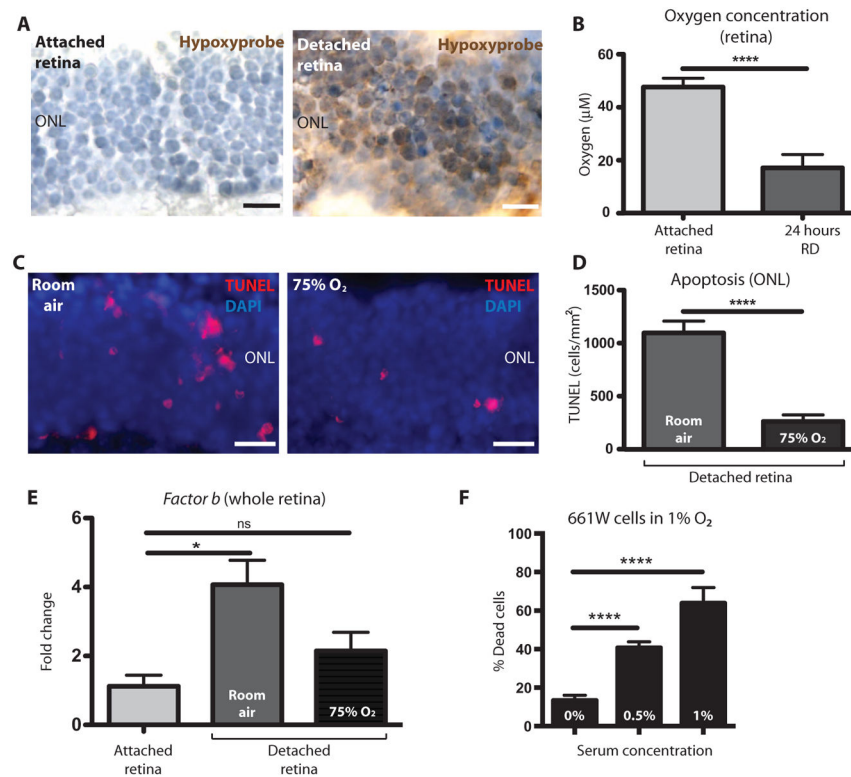 A
Attached
retina
Hypoxyprobe
ONL
Detached
retina
Hypoxyprobe
ONL
B
Oxygen concentration
(retina)
****
60
40
20
0
Oxygen (μM)
Attached
retina
24 hours
RD
C
Room
air
TUNEL
DAPI
ONL
75% O₂
TUNEL
DAPI
ONL
D
Apoptosis (ONL)
****
1500
1000
500
0
TUNEL (cells/mm²)
Room
air
75% O₂
Detached retina
E
Factor b (whole retina)
ns
*
6
4
2
0
Fold change
Room
air
75% O₂
Attached
retina
Detached
retina
F
661W cells in 1% O₂
****
****
100
80
60
40
20
0
% Dead cells
0%
0.5%
1%
Serum concentration